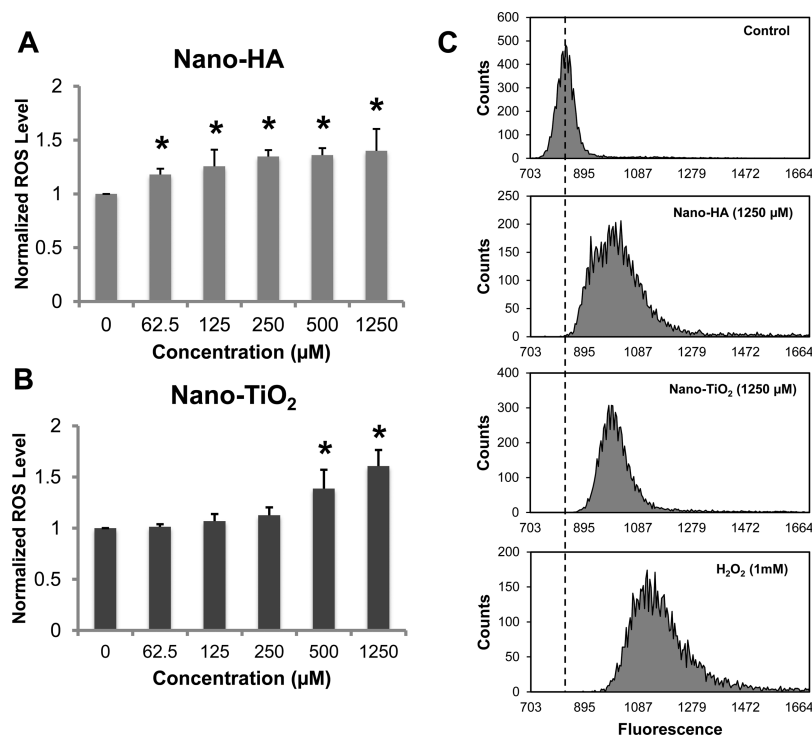 A
Nano-HA
Normalized ROS Level
2
1.5
1
0.5
0
* * * * *
0 62.5 125 250 500 1250
Concentration (µM)
B
Nano-TiO₂
Normalized ROS Level
2
1.5
1
0.5
0
* *
0 62.5 125 250 500 1250
Concentration (µM)
C
Control
Counts
600
500
400
300
200
100
0
703 895 1087 1279 1472 1664
Nano-HA (1250 µM)
Counts
250
200
150
100
50
0
703 895 1087 1279 1472 1664
Nano-TiO₂ (1250 µM)
Counts
400
300
200
100
0
703 895 1087 1279 1472 1664
H₂O₂ (1mM)
Counts
200
150
100
50
0
703 895 1087 1279 1472 1664
Fluorescence